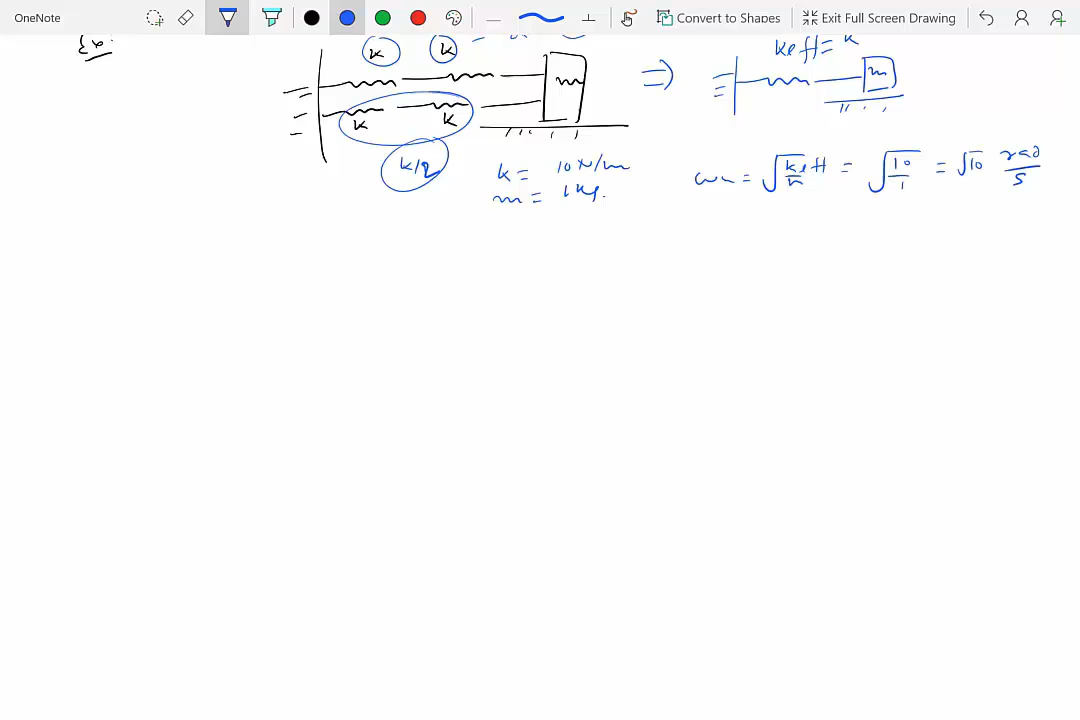 OneNote
Convert to Shapes
Exit Full Screen Drawing
Ex.
k k
m
k k
k/2
⇒
keff = k
m
k = 10 N/m
m = 1 kg.
ωn = √(keff/m) = √(10/1) = √10 rad/s